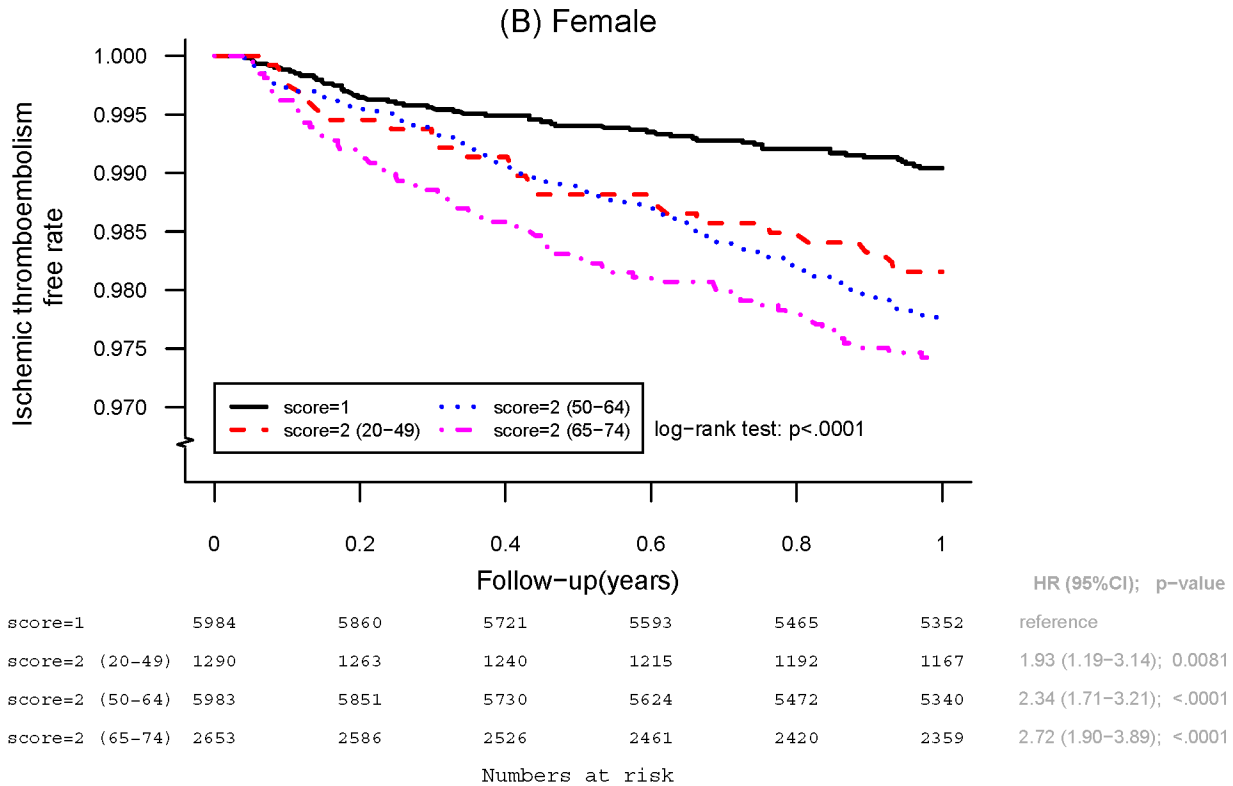 (B) Female
Ischemic thromboembolism
free rate
1.000
0.995
0.990
0.985
0.980
0.975
0.970
score=1
score=2 (20−49)
score=2 (50−64)
score=2 (65−74)
log−rank test: p<.0001
0 0.2 0.4 0.6 0.8 1
Follow−up(years)
HR (95%CI); p−value
score=1 5984 5860 5721 5593 5465 5352 reference
score=2 (20-49) 1290 1263 1240 1215 1192 1167 1.93 (1.19−3.14); 0.0081
score=2 (50-64) 5983 5851 5730 5624 5472 5340 2.34 (1.71−3.21); <.0001
score=2 (65-74) 2653 2586 2526 2461 2420 2359 2.72 (1.90−3.89); <.0001
Numbers at risk